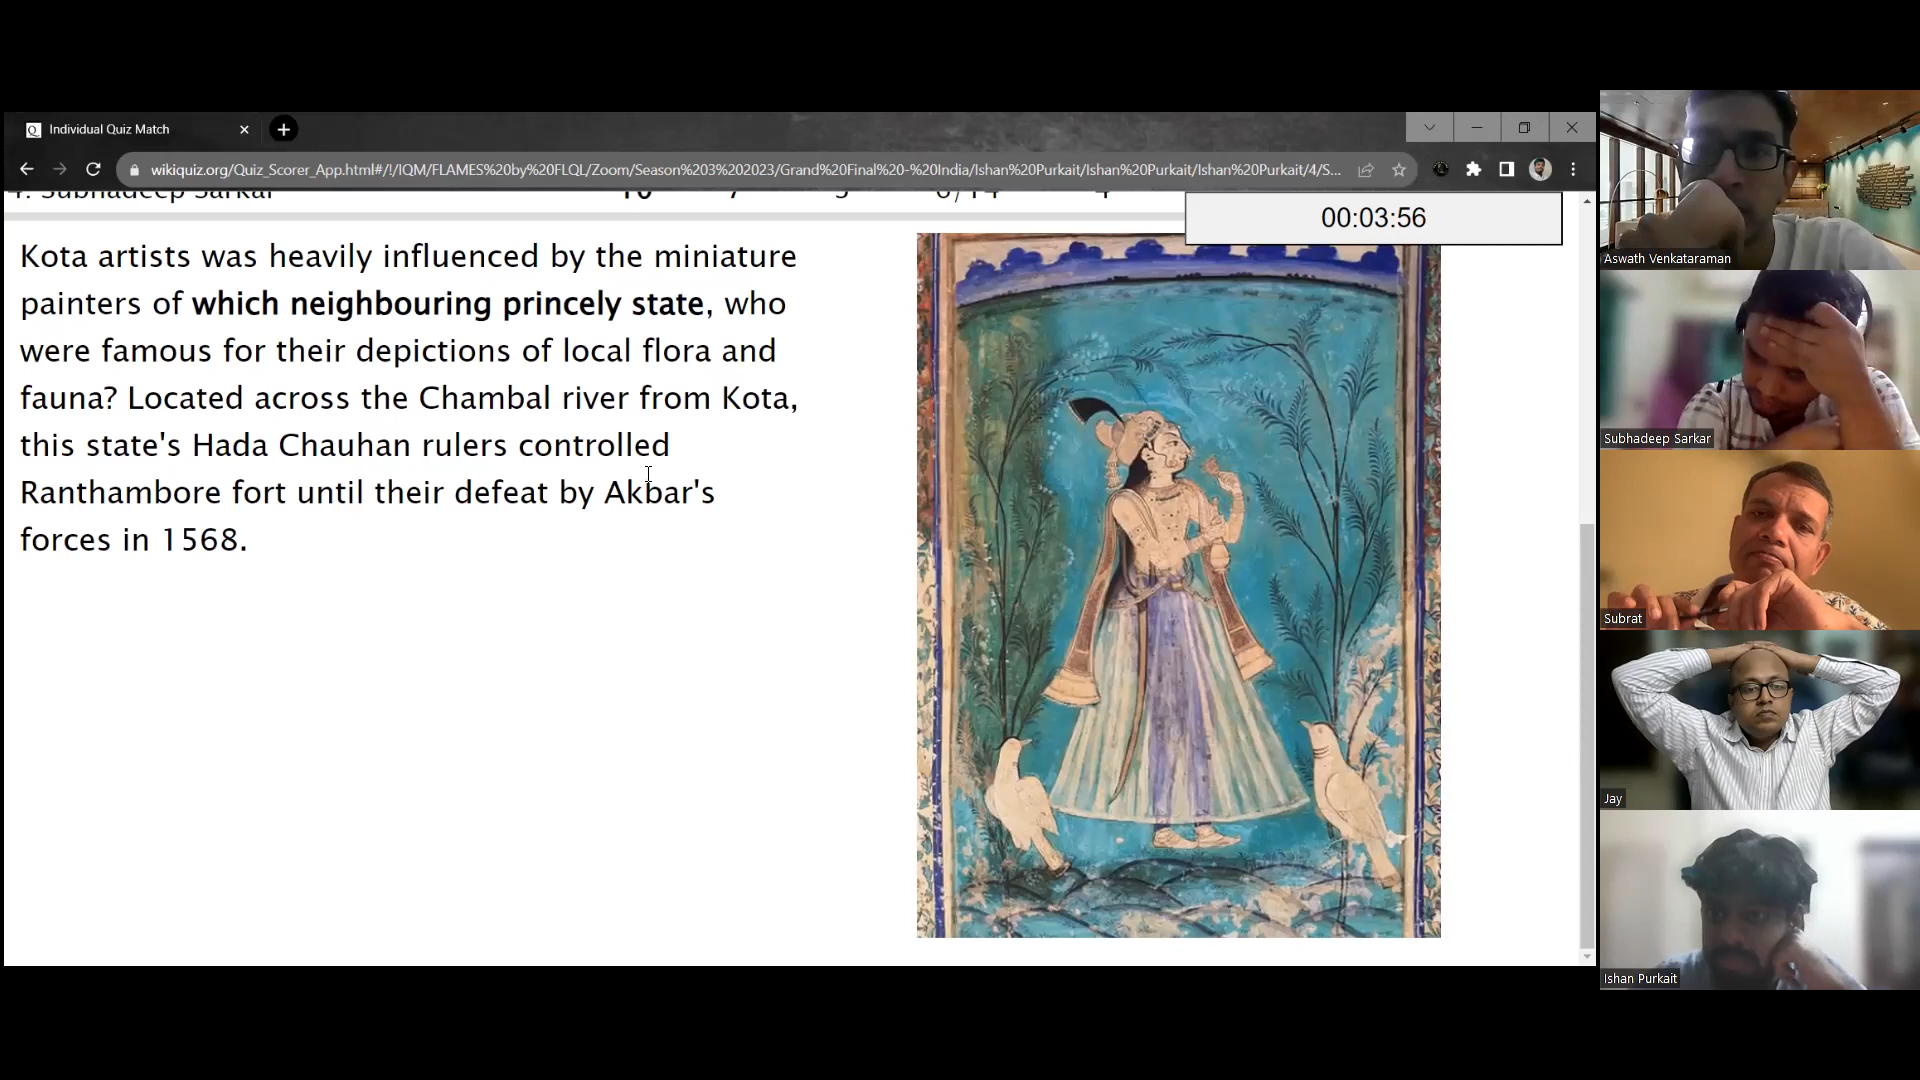 Individual Quiz Match
wikiquiz.org/Quiz_Scorer_App.html#/!/IQM/FLAMES%20by%20FLQL/Zoom/Season%203%202023/Grand%20Final%20-%20India/Ishan%20Purkait/Ishan%20Purkait/Ishan%20Purkait/4/S...
Subhadeep Sarkar
00:03:56
Kota artists was heavily influenced by the miniature
painters of which neighbouring princely state, who
were famous for their depictions of local flora and
fauna? Located across the Chambal river from Kota,
this state's Hada Chauhan rulers controlled
Ranthambore fort until their defeat by Akbar's
forces in 1568.
Aswath Venkataraman
Subhadeep Sarkar
Subrat
Jay
Ishan Purkait